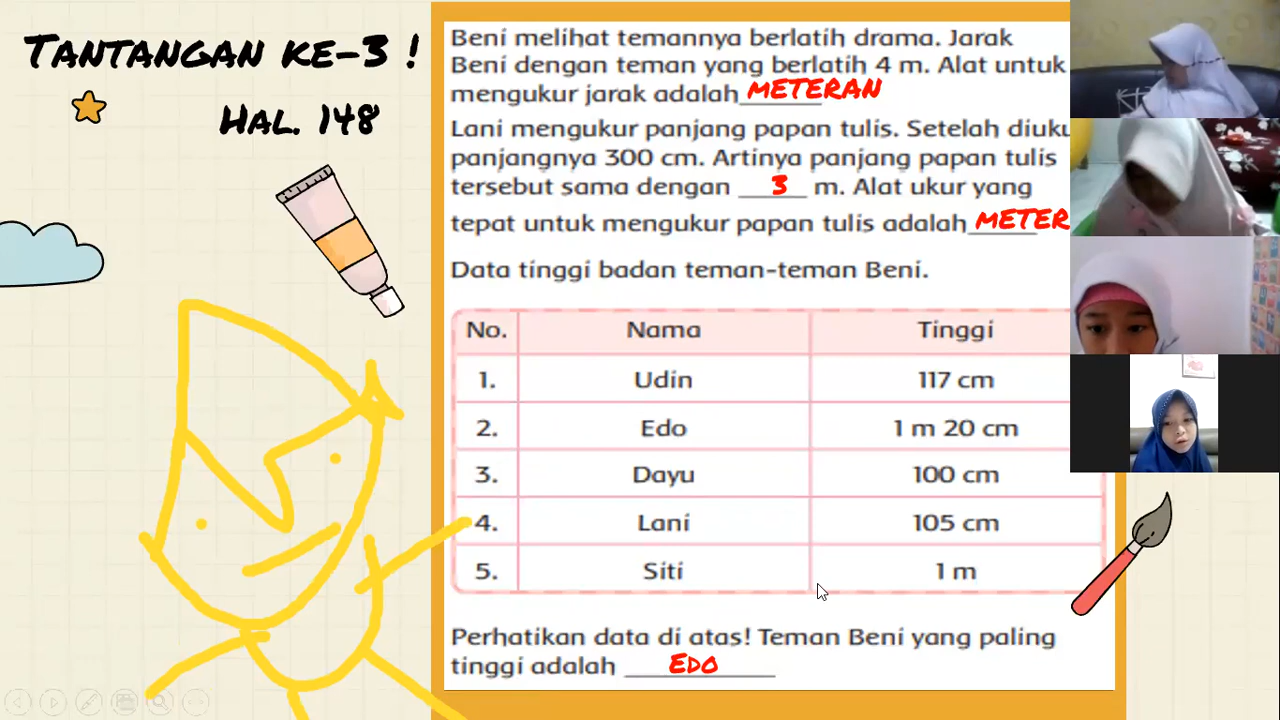 TANTANGAN KE-3 !
HAL. 148
Beni melihat temannya berlatih drama. Jarak
Beni dengan teman yang berlatih 4 m. Alat untuk
mengukur jarak adalah METERAN
Lani mengukur panjang papan tulis. Setelah diuku
panjangnya 300 cm. Artinya panjang papan tulis
tersebut sama dengan 3 m. Alat ukur yang
tepat untuk mengukur papan tulis adalah METER
Data tinggi badan teman-teman Beni.
No. Nama Tinggi
1. Udin 117 cm
2. Edo 1 m 20 cm
3. Dayu 100 cm
4. Lani 105 cm
5. Siti 1 m
Perhatikan data di atas! Teman Beni yang paling
tinggi adalah EDO